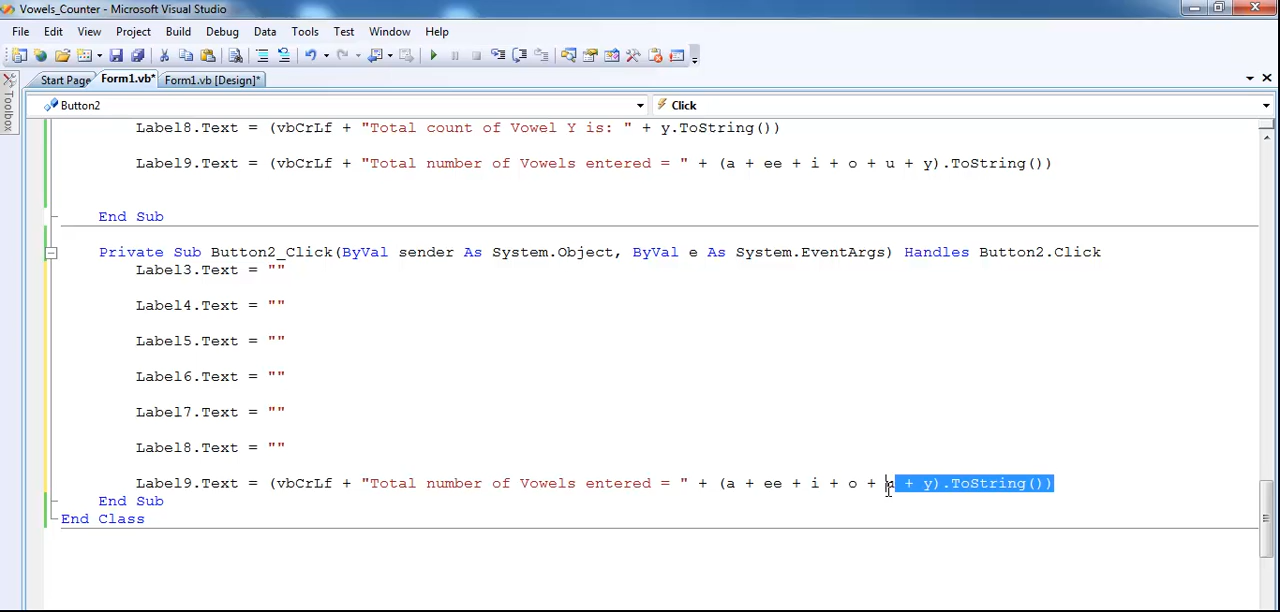 Vowels_Counter - Microsoft Visual Studio
File Edit View Project Build Debug Data Tools Test Window Help
Start Page Form1.vb* Form1.vb [Design]*
Toolbox
Button2 Click
Label8.Text = (vbCrLf + "Total count of Vowel Y is: " + y.ToString())
Label9.Text = (vbCrLf + "Total number of Vowels entered = " + (a + ee + i + o + u + y).ToString())
End Sub
Private Sub Button2_Click(ByVal sender As System.Object, ByVal e As System.EventArgs) Handles Button2.Click
Label3.Text = ""
Label4.Text = ""
Label5.Text = ""
Label6.Text = ""
Label7.Text = ""
Label8.Text = ""
Label9.Text = (vbCrLf + "Total number of Vowels entered = " + (a + ee + i + o + u + y).ToString())
End Sub
End Class